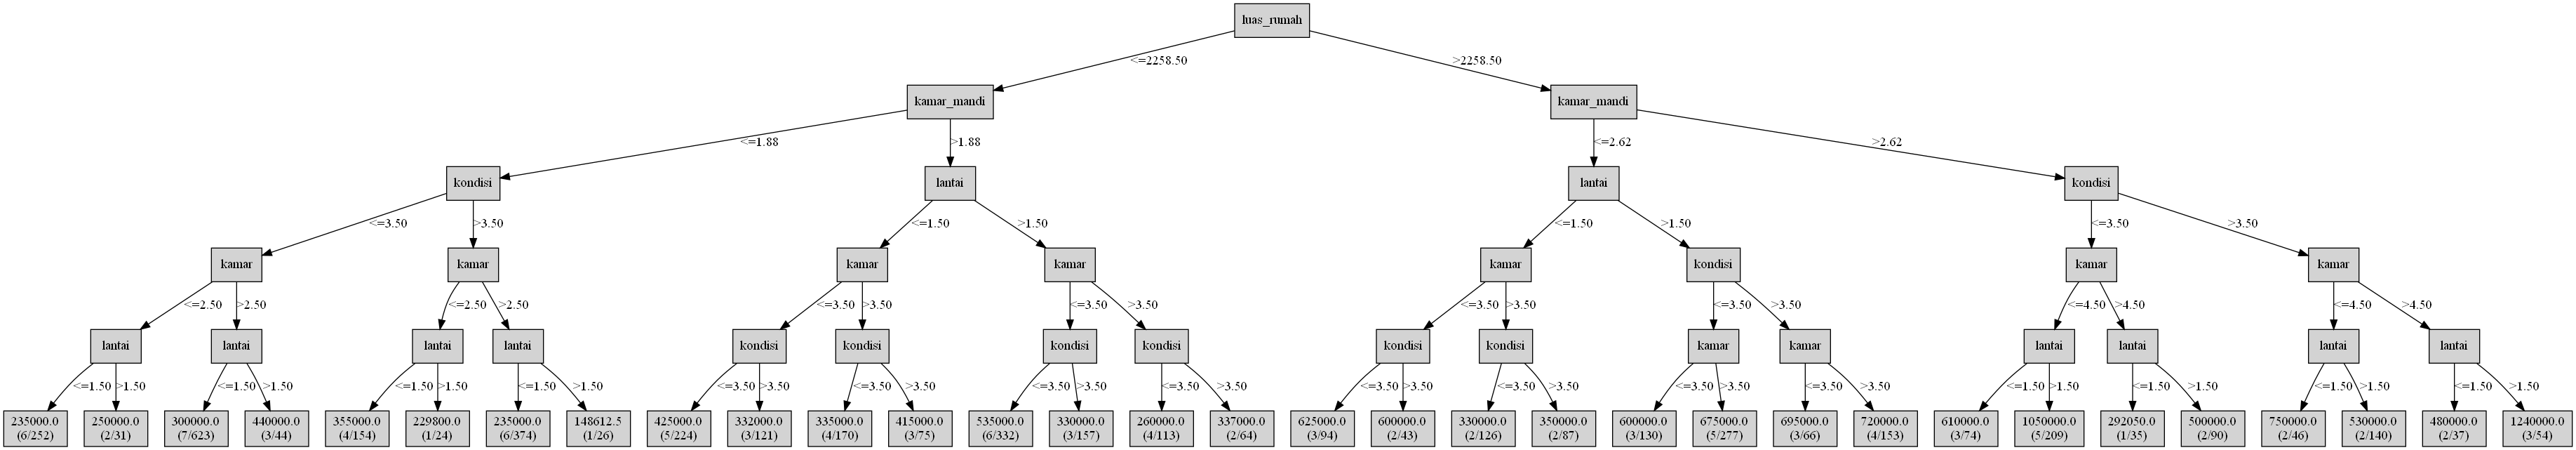 luas_rumah
<=2258.50 >2258.50
kamar_mandi kamar_mandi
<=1.88 >1.88 <=2.62 >2.62
kondisi lantai lantai kondisi
<=3.50 >3.50 <=1.50 >1.50 <=1.50 >1.50 <=3.50 >3.50
kamar kamar kamar kamar kamar kondisi kamar kamar
<=2.50 >2.50 <=2.50 >2.50 <=3.50 >3.50 <=3.50 >3.50 <=3.50 >3.50 <=3.50 >3.50 <=4.50 >4.50 <=4.50 >4.50
lantai lantai lantai lantai kondisi kondisi kondisi kondisi kondisi kondisi kamar kamar lantai lantai lantai lantai
<=1.50 >1.50 <=1.50 >1.50 <=1.50 >1.50 <=1.50 >1.50 <=3.50 >3.50 <=3.50 >3.50 <=3.50 >3.50 <=3.50 >3.50 <=3.50 >3.50 <=3.50 >3.50 <=3.50 >3.50 <=3.50 >3.50 <=1.50 >1.50 <=1.50 >1.50 <=1.50 >1.50 <=1.50 >1.50
235000.0 250000.0 300000.0 440000.0 355000.0 229800.0 235000.0 148612.5 425000.0 332000.0 335000.0 415000.0 535000.0 330000.0 260000.0 337000.0 625000.0 600000.0 330000.0 350000.0 600000.0 675000.0 695000.0 720000.0 610000.0 1050000.0 292050.0 500000.0 750000.0 530000.0 480000.0 1240000.0
(6/252) (2/31) (7/623) (3/44) (4/154) (1/24) (6/374) (1/26) (5/224) (3/121) (4/170) (3/75) (6/332) (3/157) (4/113) (2/64) (3/94) (2/43) (2/126) (2/87) (3/130) (5/277) (3/66) (4/153) (3/74) (5/209) (1/35) (2/90) (2/46) (2/140) (2/37) (3/54)